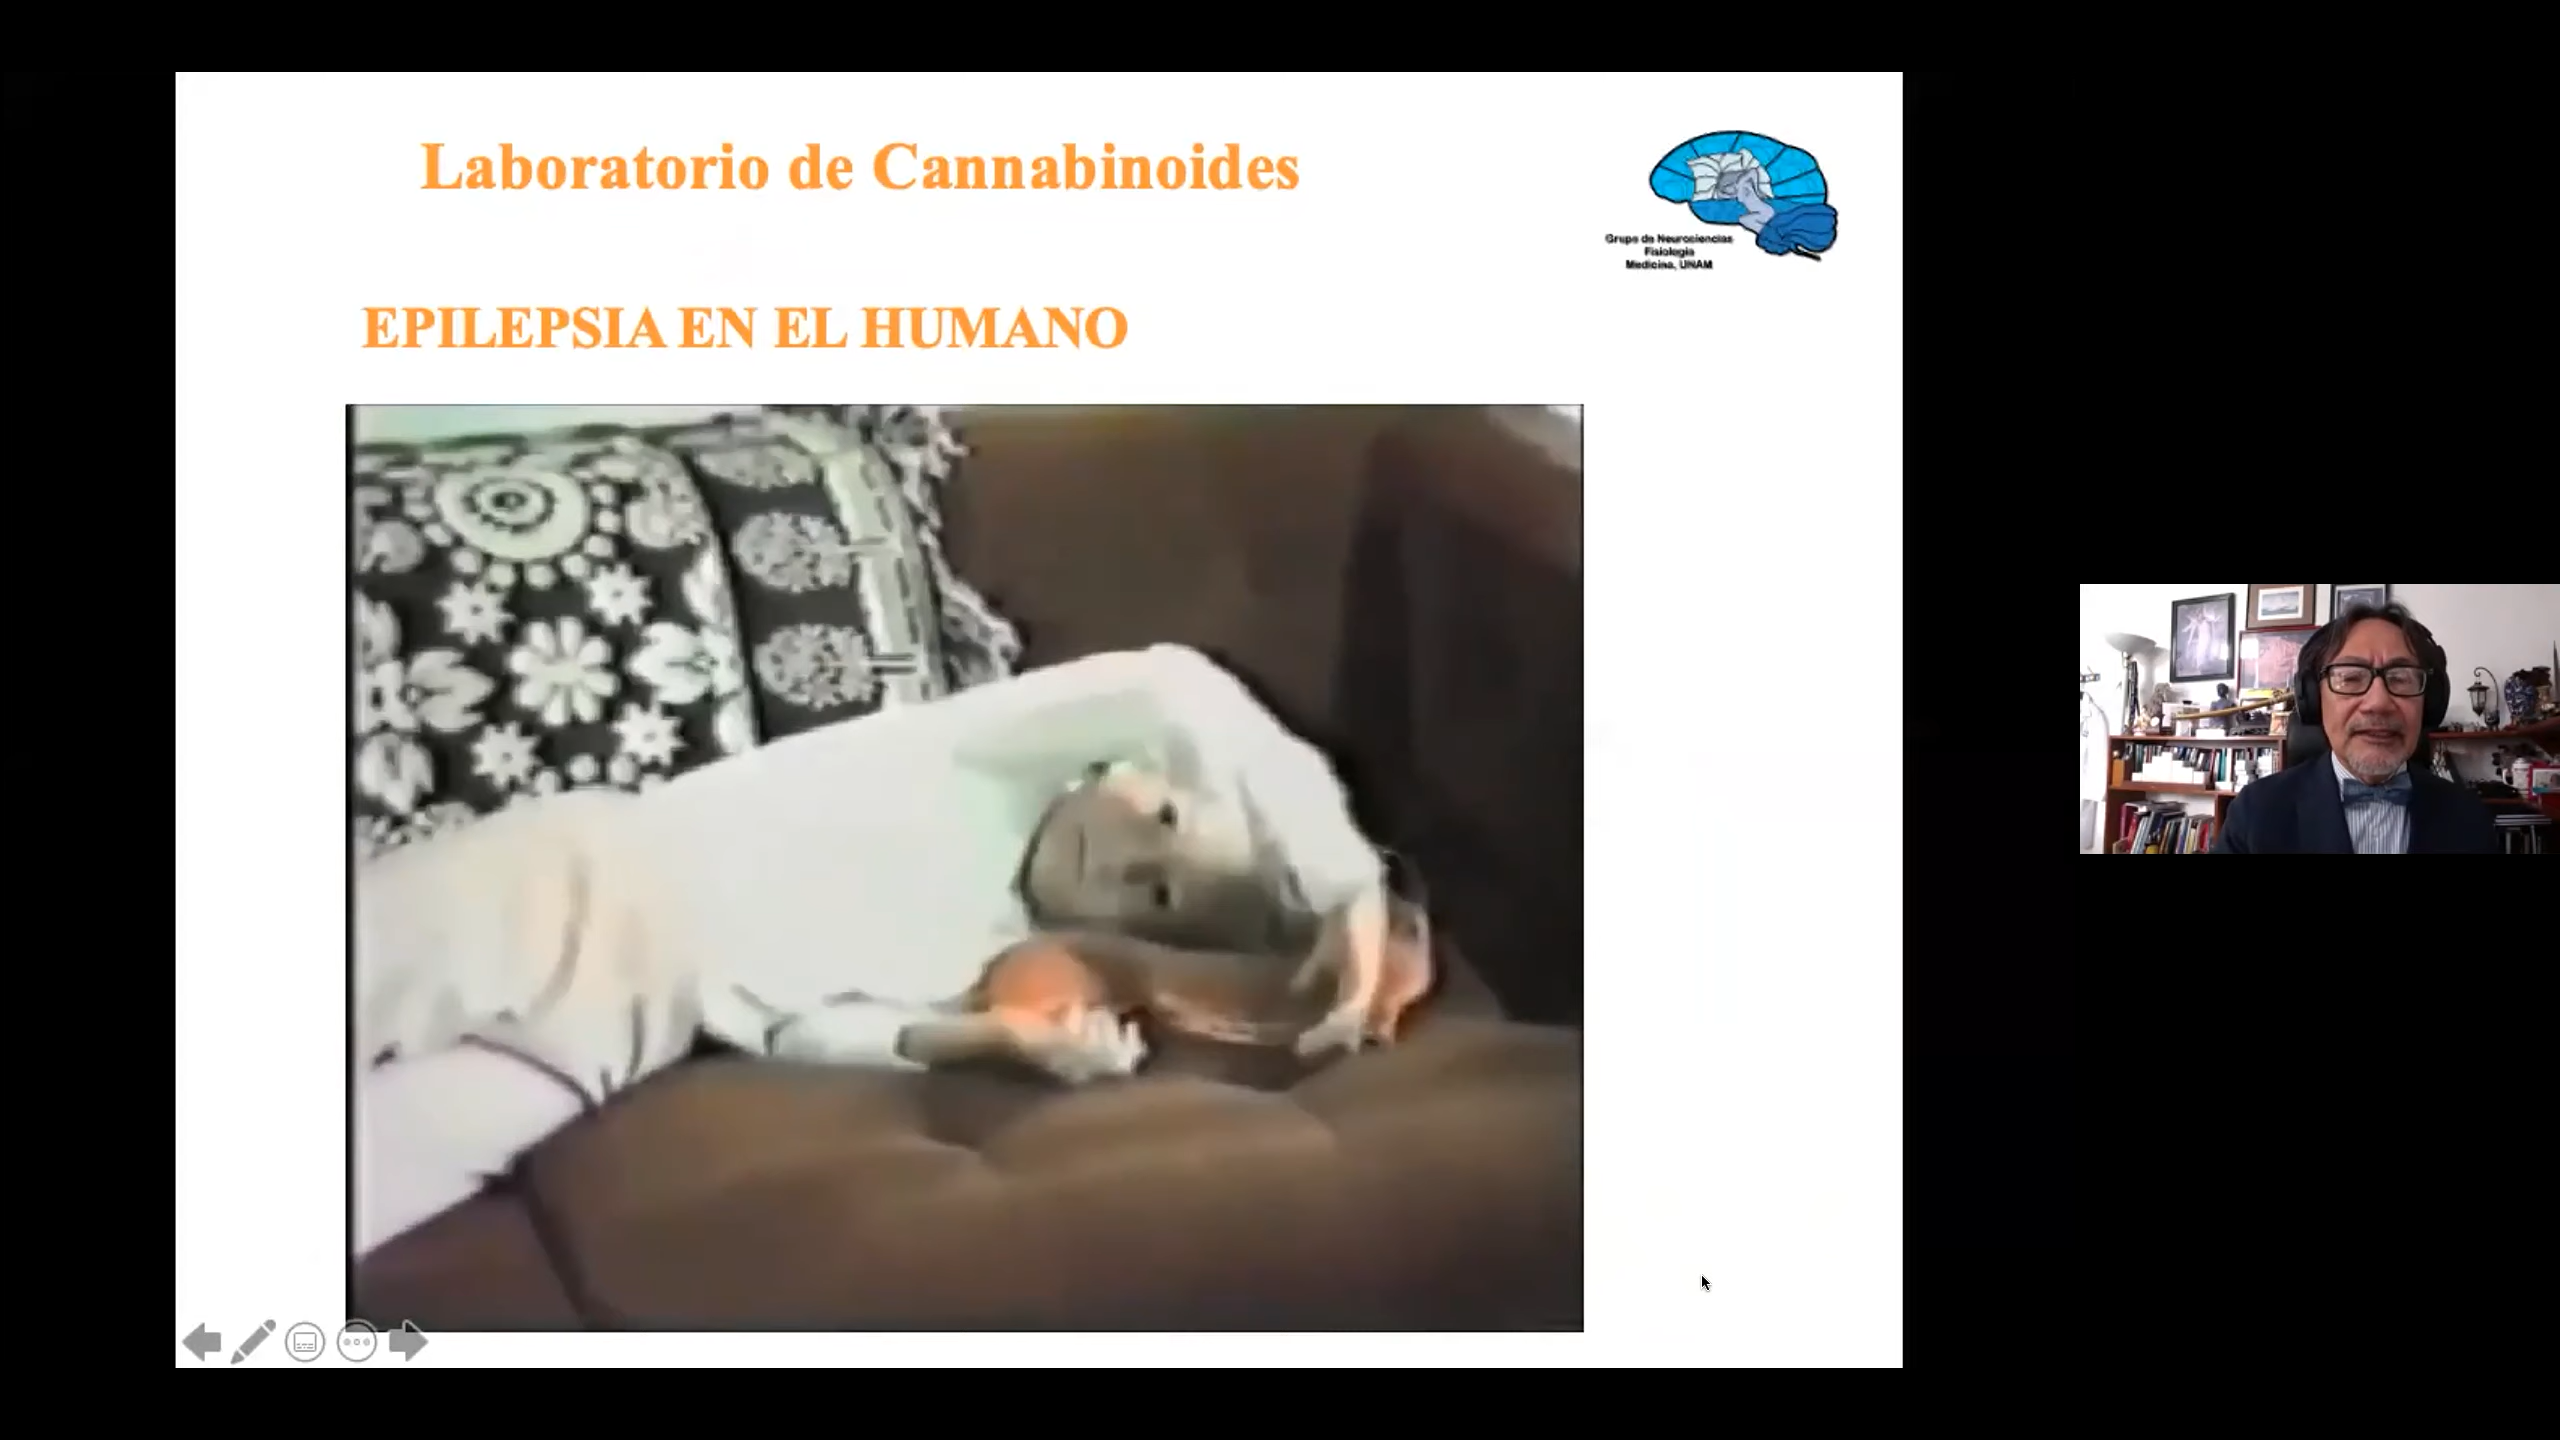 Laboratorio de Cannabinoides
Grupo de Neurociencias
Fisiología
Medicina, UNAM
EPILEPSIA EN EL HUMANO